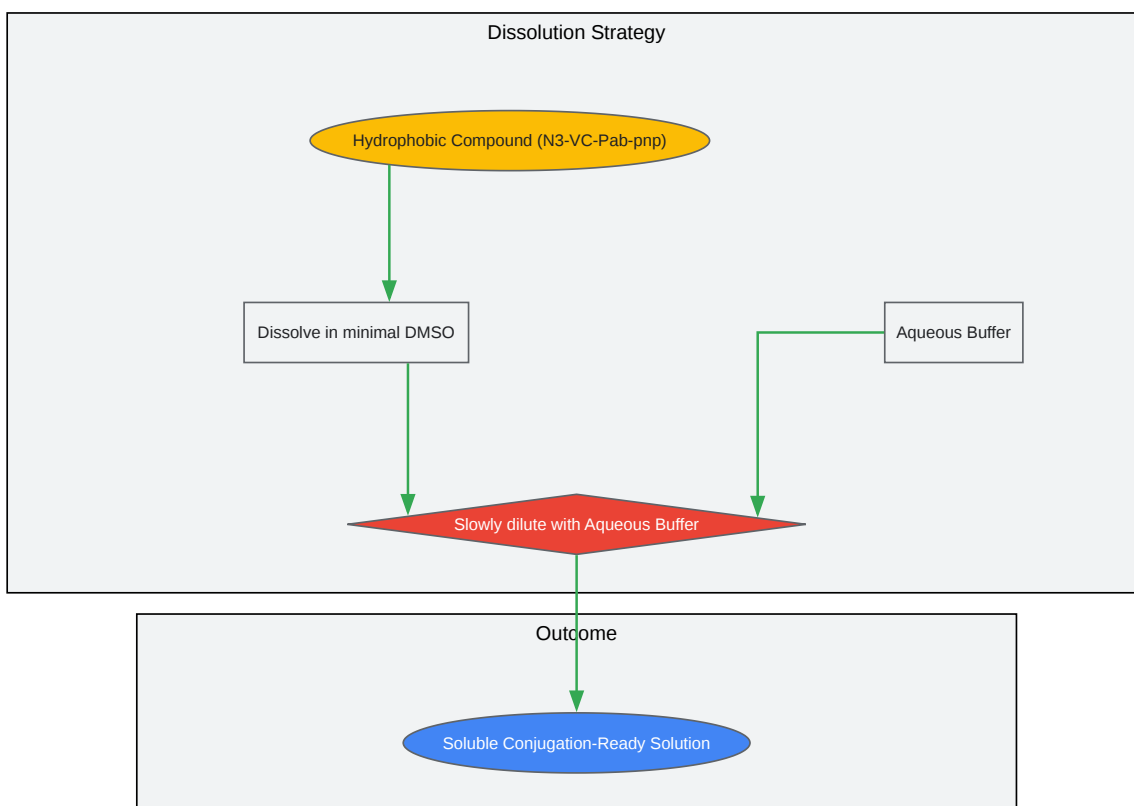 Dissolution Strategy
Hydrophobic Compound (N3-VC-Pab-pnp)
Dissolve in minimal DMSO
Aqueous Buffer
Slowly dilute with Aqueous Buffer
Outcome
Soluble Conjugation-Ready Solution